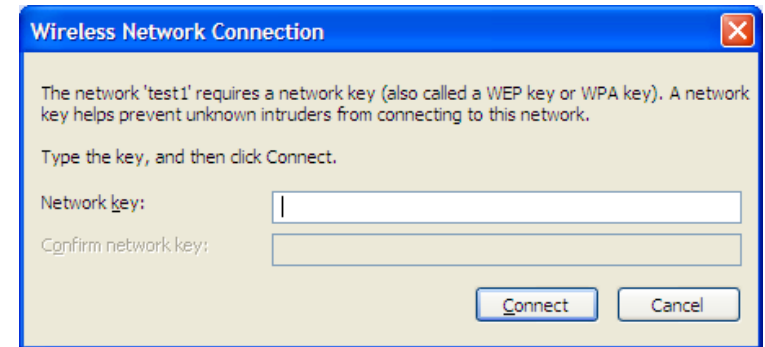 Wireless Network Connection
The network 'test1' requires a network key (also called a WEP key or WPA key). A network
key helps prevent unknown intruders from connecting to this network.
Type the key, and then click Connect.
Network key:
Confirm network key:
Connect Cancel